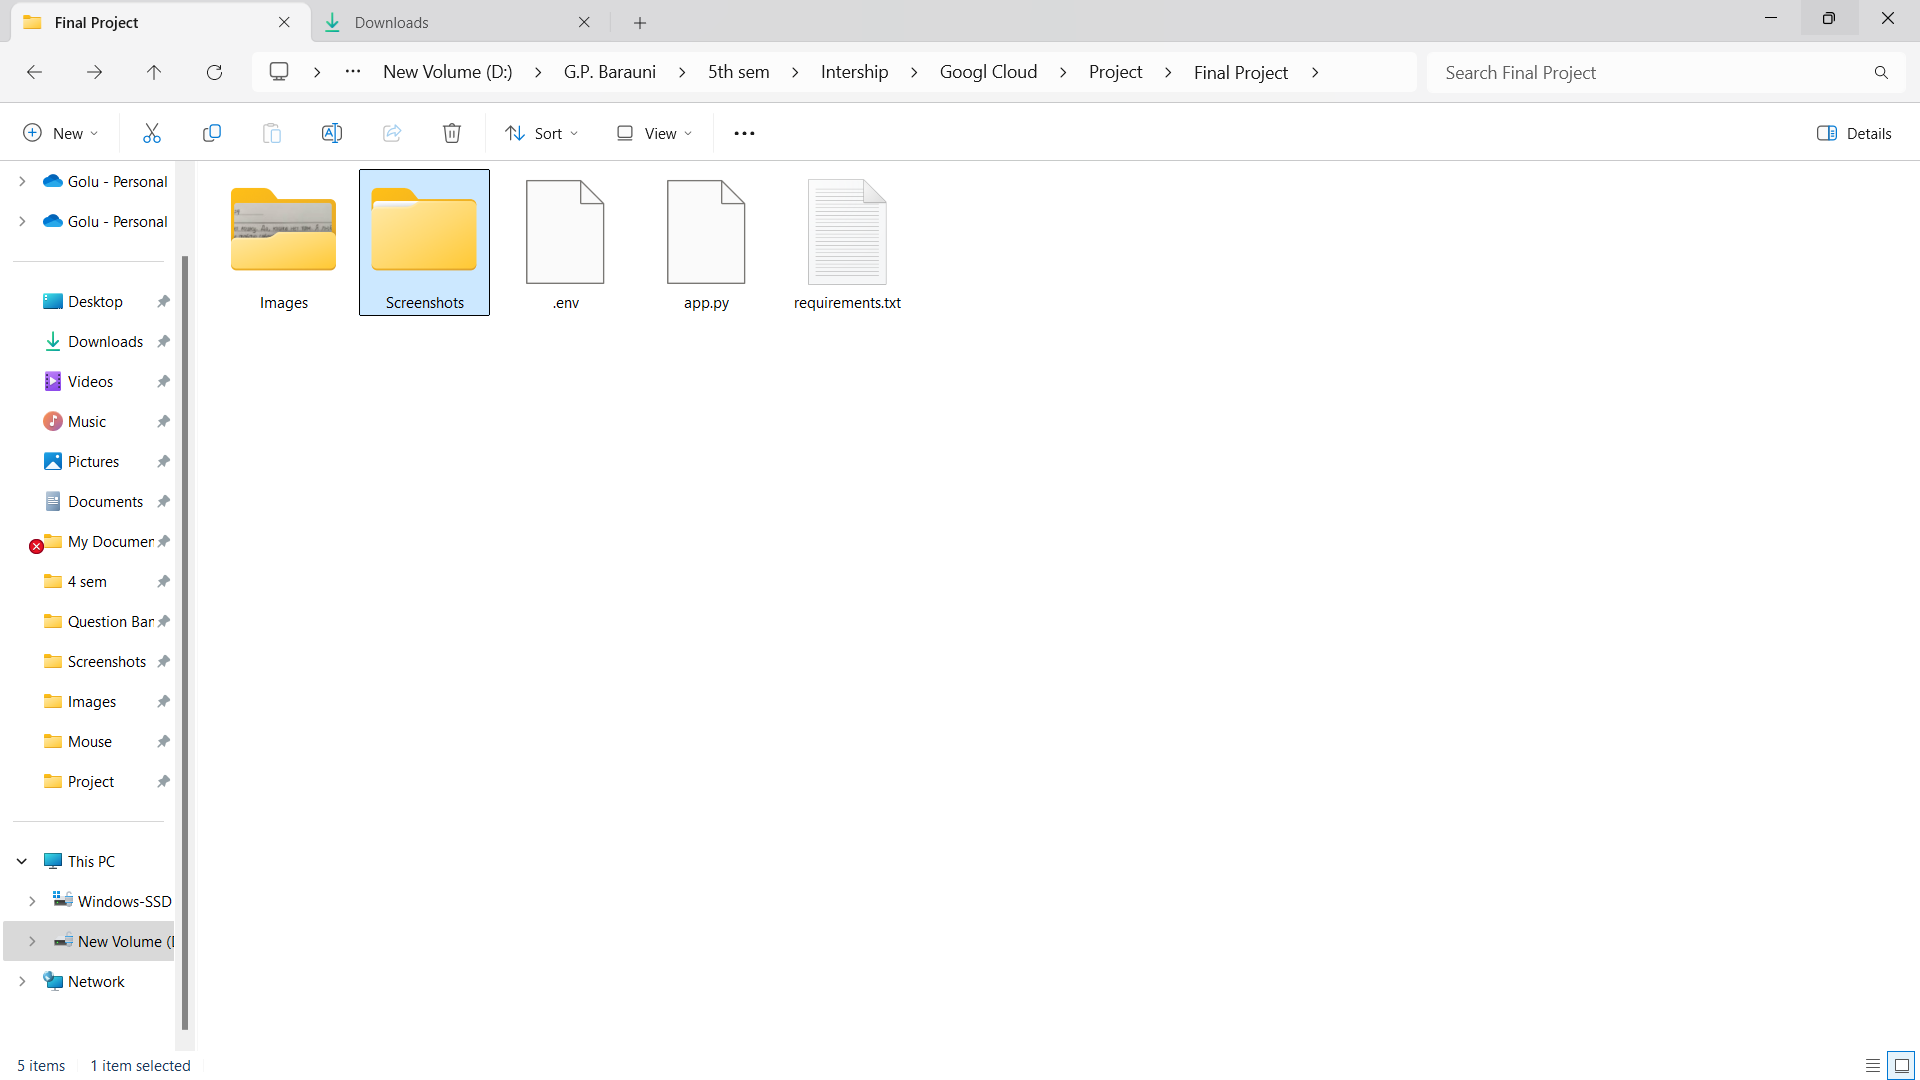 Final Project
Downloads
New Volume (D:)
G.P. Barauni
5th sem
Intership
Googl Cloud
Project
Final Project
Search Final Project
New
Sort
View
Details
Golu - Personal
Golu - Personal
Desktop
Downloads
Videos
Music
Pictures
Documents
My Documen
4 sem
Question Ban
Screenshots
Images
Mouse
Project
This PC
Windows-SSD
New Volume (
Network
Images
Screenshots
.env
app.py
requirements.txt
5 items
1 item selected